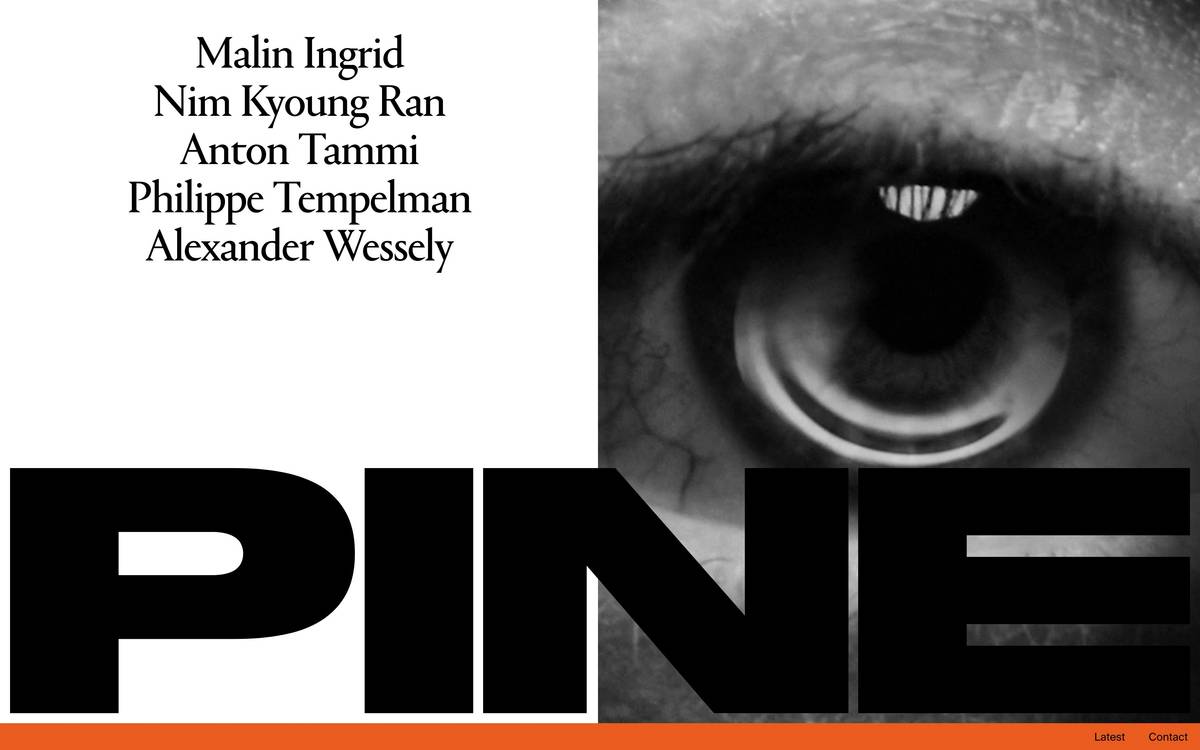 Malin Ingrid
Nim Kyoung Ran
Anton Tammi
Philippe Tempelman
Alexander Wessely
PINE
Latest Contact